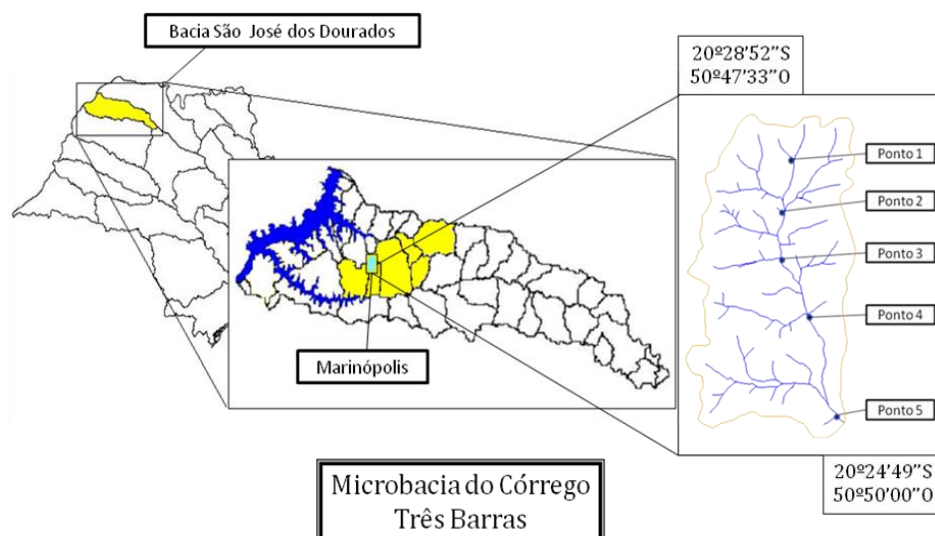 Bacia São José dos Dourados
20º28’52”S
50º47’33”O
Ponto 1
Ponto 2
Ponto 3
Ponto 4
Ponto 5
Marinópolis
20º24’49”S
50º50’00”O
Microbacia do Córrego
Três Barras